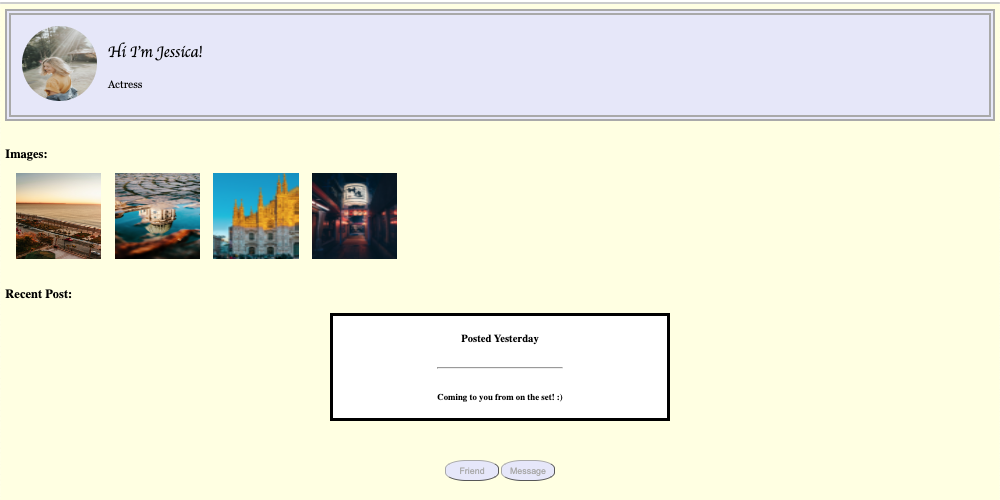 Hi I'm Jessica!
Actress
Images:
Recent Post:
Posted Yesterday
Coming to you from on the set! :)
Friend
Message